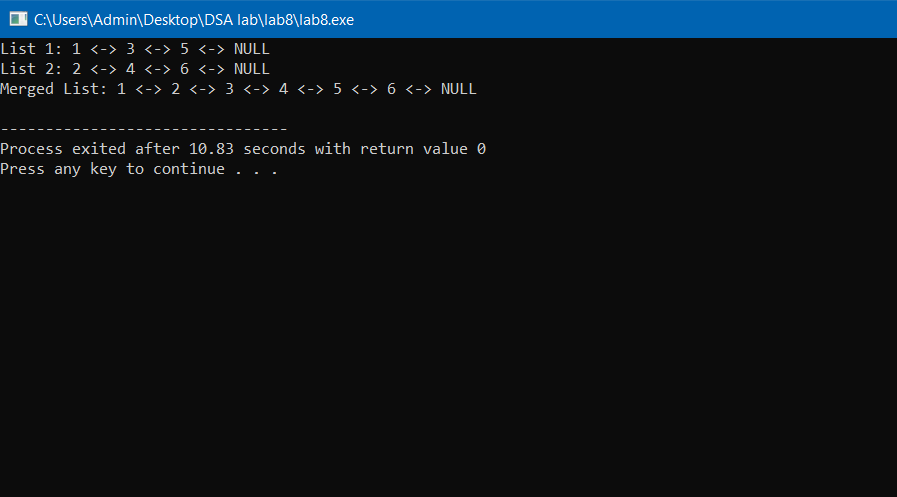 C:\Users\Admin\Desktop\DSA lab\lab8\lab8.exe
List 1: 1 <-> 3 <-> 5 <-> NULL
List 2: 2 <-> 4 <-> 6 <-> NULL
Merged List: 1 <-> 2 <-> 3 <-> 4 <-> 5 <-> 6 <-> NULL
--------------------------------
Process exited after 10.83 seconds with return value 0
Press any key to continue . . .